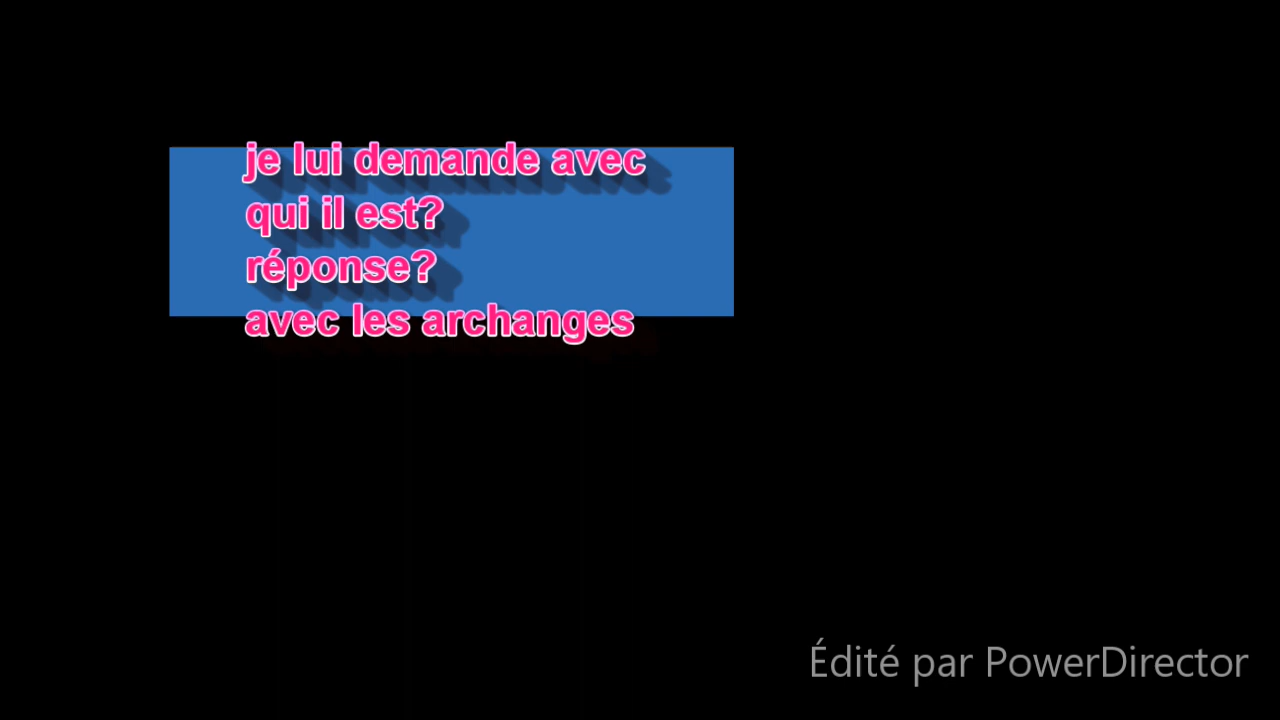 je lui demande avec
qui il est?
réponse?
avec les archanges
Édité par PowerDirector